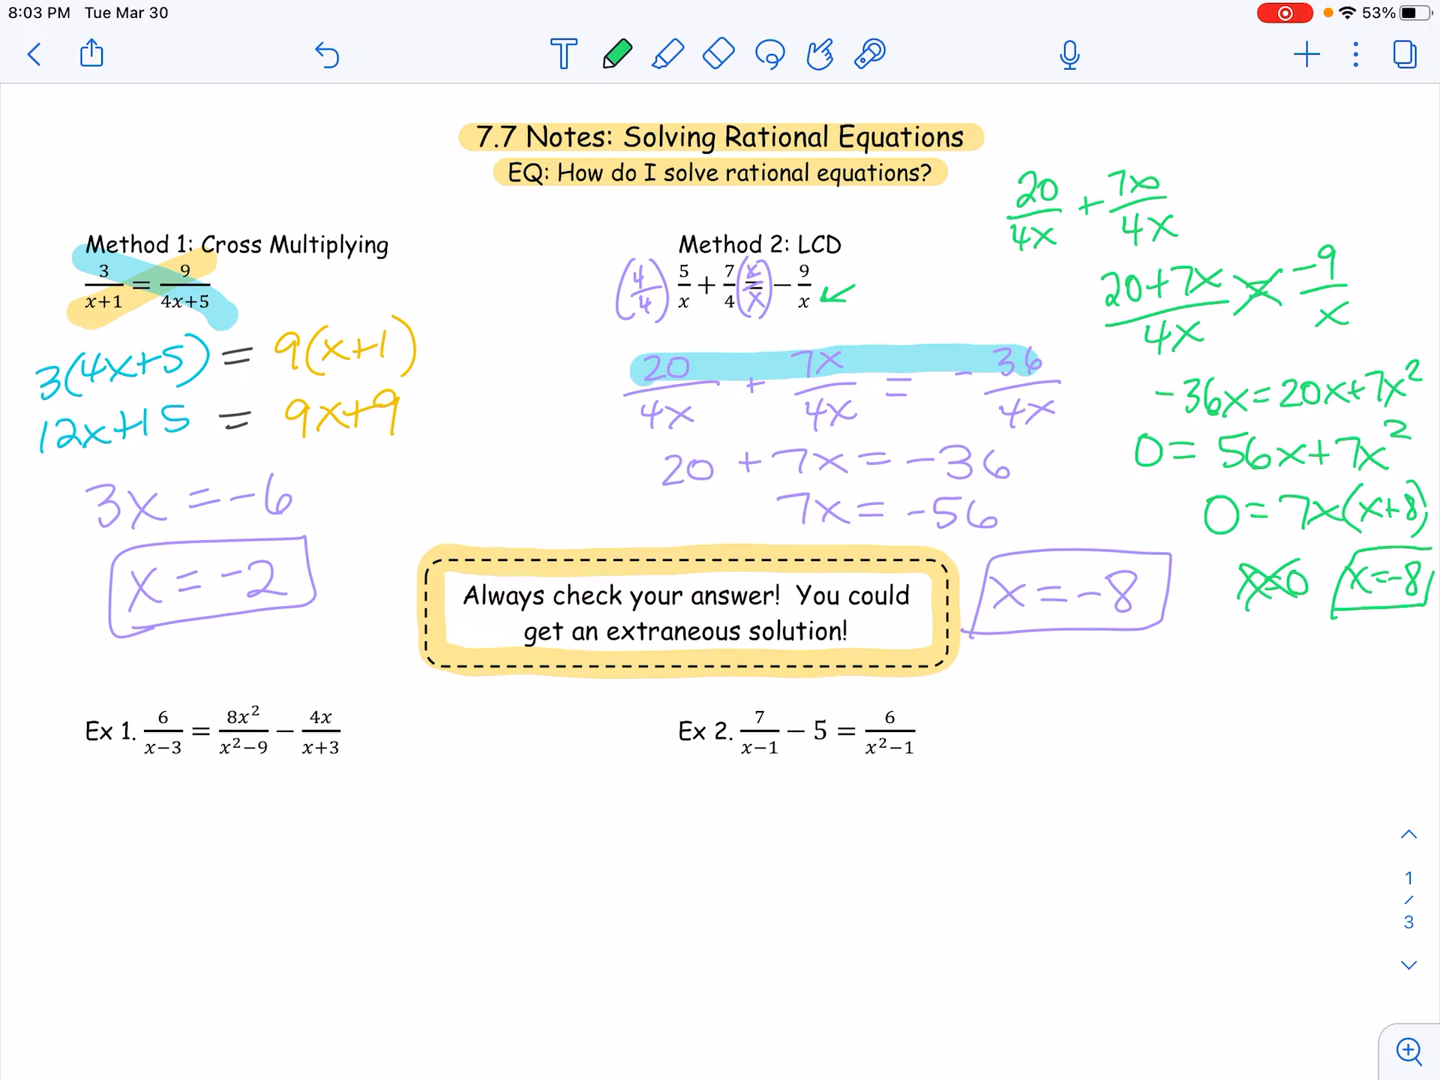 8:03 PM Tue Mar 30
53%
7.7 Notes: Solving Rational Equations
EQ: How do I solve rational equations?
Method 1: Cross Multiplying
3/(x+1) = 9/(4x+5)
3(4x+5) = 9(x+1)
12x+15 = 9x+9
3x = -6
x = -2
Method 2: LCD
(4/4) 5/x + 7/4 (x/x) = - 9/x
20/4x + 7x/4x = - 36/4x
20 + 7x = -36
7x = -56
x = -8
20/4x + 7x/4x
(20+7x)/4x = -9/x
-36x = 20x+7x²
0 = 56x+7x²
0 = 7x(x+8)
x=0 x=-8
Always check your answer! You could
get an extraneous solution!
Ex 1. 6/(x−3) = 8x²/(x²−9) − 4x/(x+3)
Ex 2. 7/(x−1) − 5 = 6/(x²−1)
1
/
3